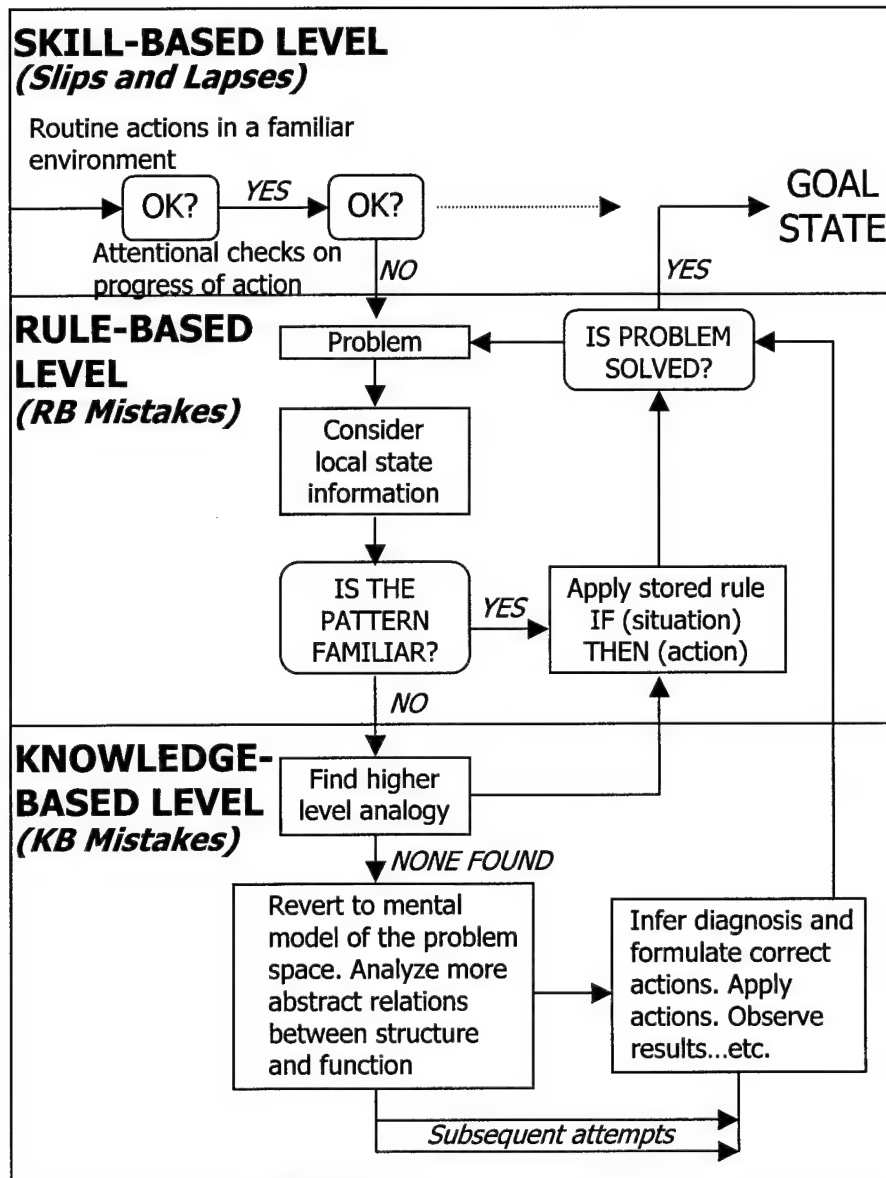 SKILL-BASED LEVEL
(Slips and Lapses)
Routine actions in a familiar
environment
OK?
YES
OK?
GOAL
STATE
Attentional checks on
progress of action
NO
YES
RULE-BASED
LEVEL
(RB Mistakes)
Problem
IS PROBLEM
SOLVED?
Consider
local state
information
IS THE
PATTERN
FAMILIAR?
YES
Apply stored rule
IF (situation)
THEN (action)
NO
KNOWLEDGE-
BASED LEVEL
(KB Mistakes)
Find higher
level analogy
NONE FOUND
Revert to mental
model of the problem
space. Analyze more
abstract relations
between structure
and function
Infer diagnosis and
formulate correct
actions. Apply
actions. Observe
results...etc.
Subsequent attempts